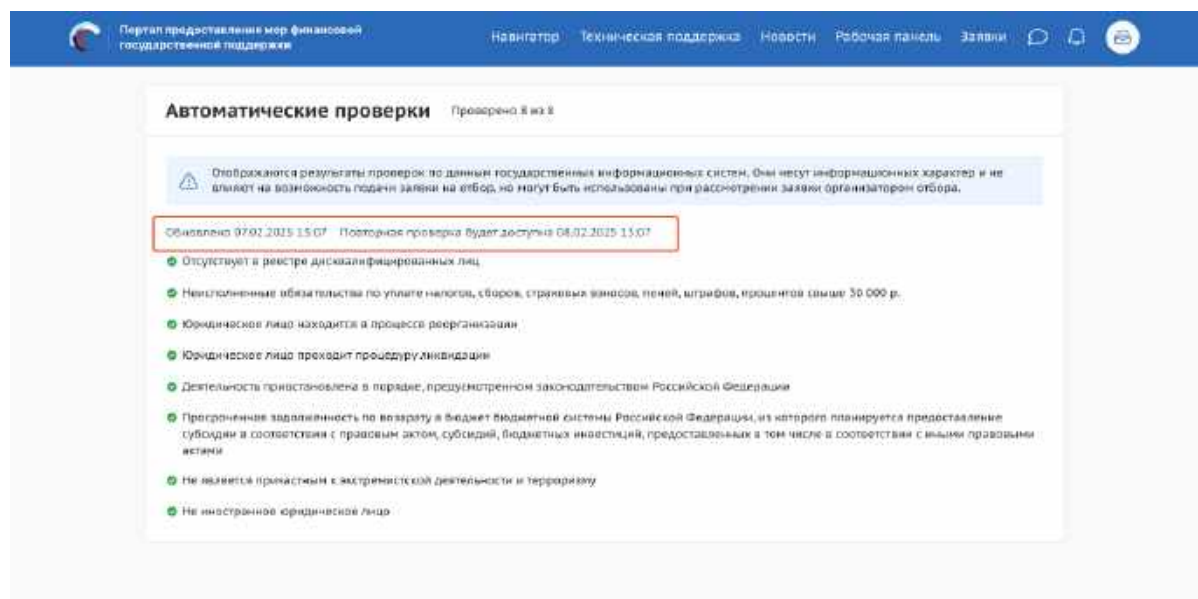 Портал предоставления мер финансовой
государственной поддержки
Навигатор Техническая поддержка Новости Рабочая панель Заявки
Автоматические проверки Проверено 8 из 8
Отображаются результаты проверок по данным государственных информационных систем. Они несут информационных характер и не
влияют на возможность подачи заявки на отбор, но могут быть использованы при рассмотрении заявки организатором отбора.
Обновлено 07.02.2025 15:07 Повторная проверка будет доступна 08.02.2025 15:07
Отсутствует в реестре дисквалифицированных лиц
Неисполненные обязательства по уплате налогов, сборов, страховых взносов, пеней, штрафов, процентов свыше 30 000 р.
Юридическое лицо находится в процессе реорганизации
Юридическое лицо проходит процедуру ликвидации
Деятельность приостановлена в порядке, предусмотренном законодательством Российской Федерации
Просроченная задолженность по возврату в бюджет бюджетной системы Российской Федерации, из которого планируется предоставление
субсидии в соответствии с правовым актом, субсидий, бюджетных инвестиций, предоставленных в том числе в соответствии с иными правовыми
актами
Не является причастным к экстремистской деятельности и терроризму
Не иностранное юридическое лицо